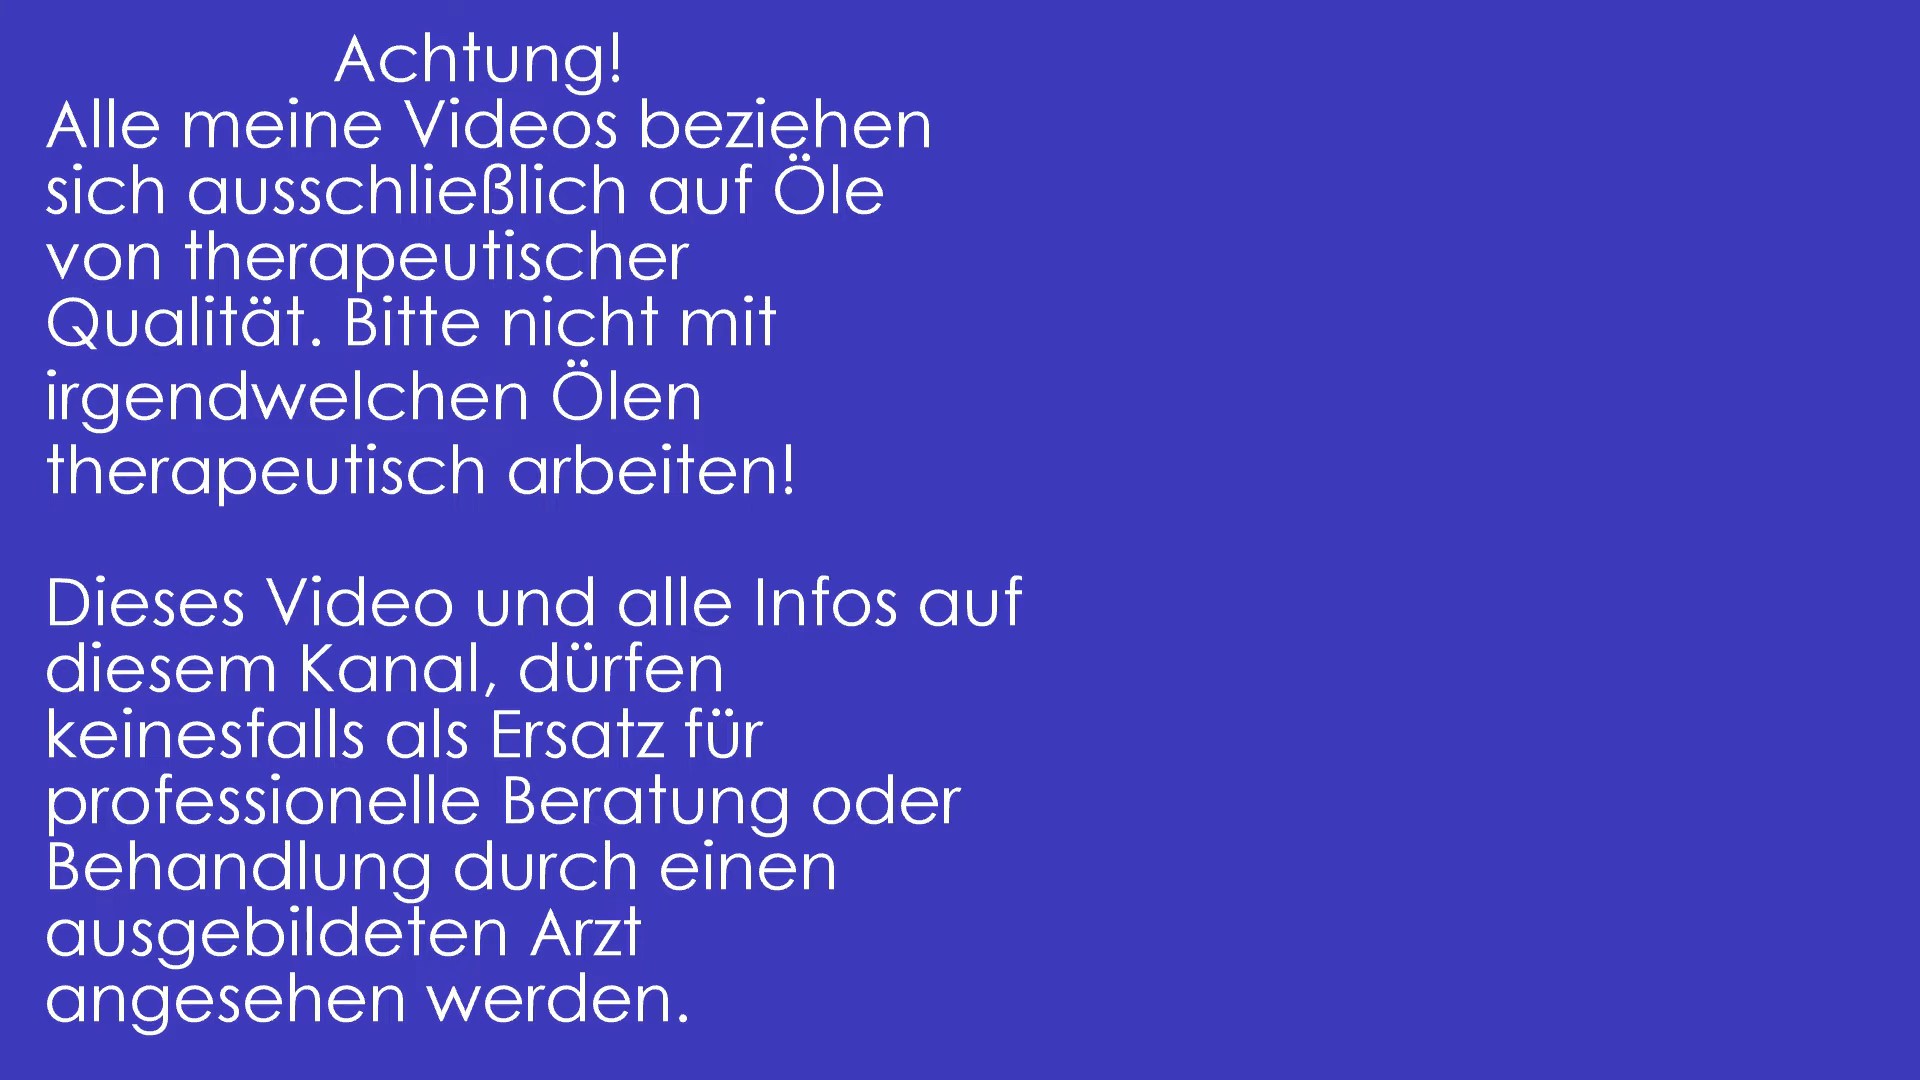 Achtung!
Alle meine Videos beziehen
sich ausschließlich auf Öle
von therapeutischer
Qualität. Bitte nicht mit
irgendwelchen Ölen
therapeutisch arbeiten!
Dieses Video und alle Infos auf
diesem Kanal, dürfen
keinesfalls als Ersatz für
professionelle Beratung oder
Behandlung durch einen
ausgebildeten Arzt
angesehen werden.